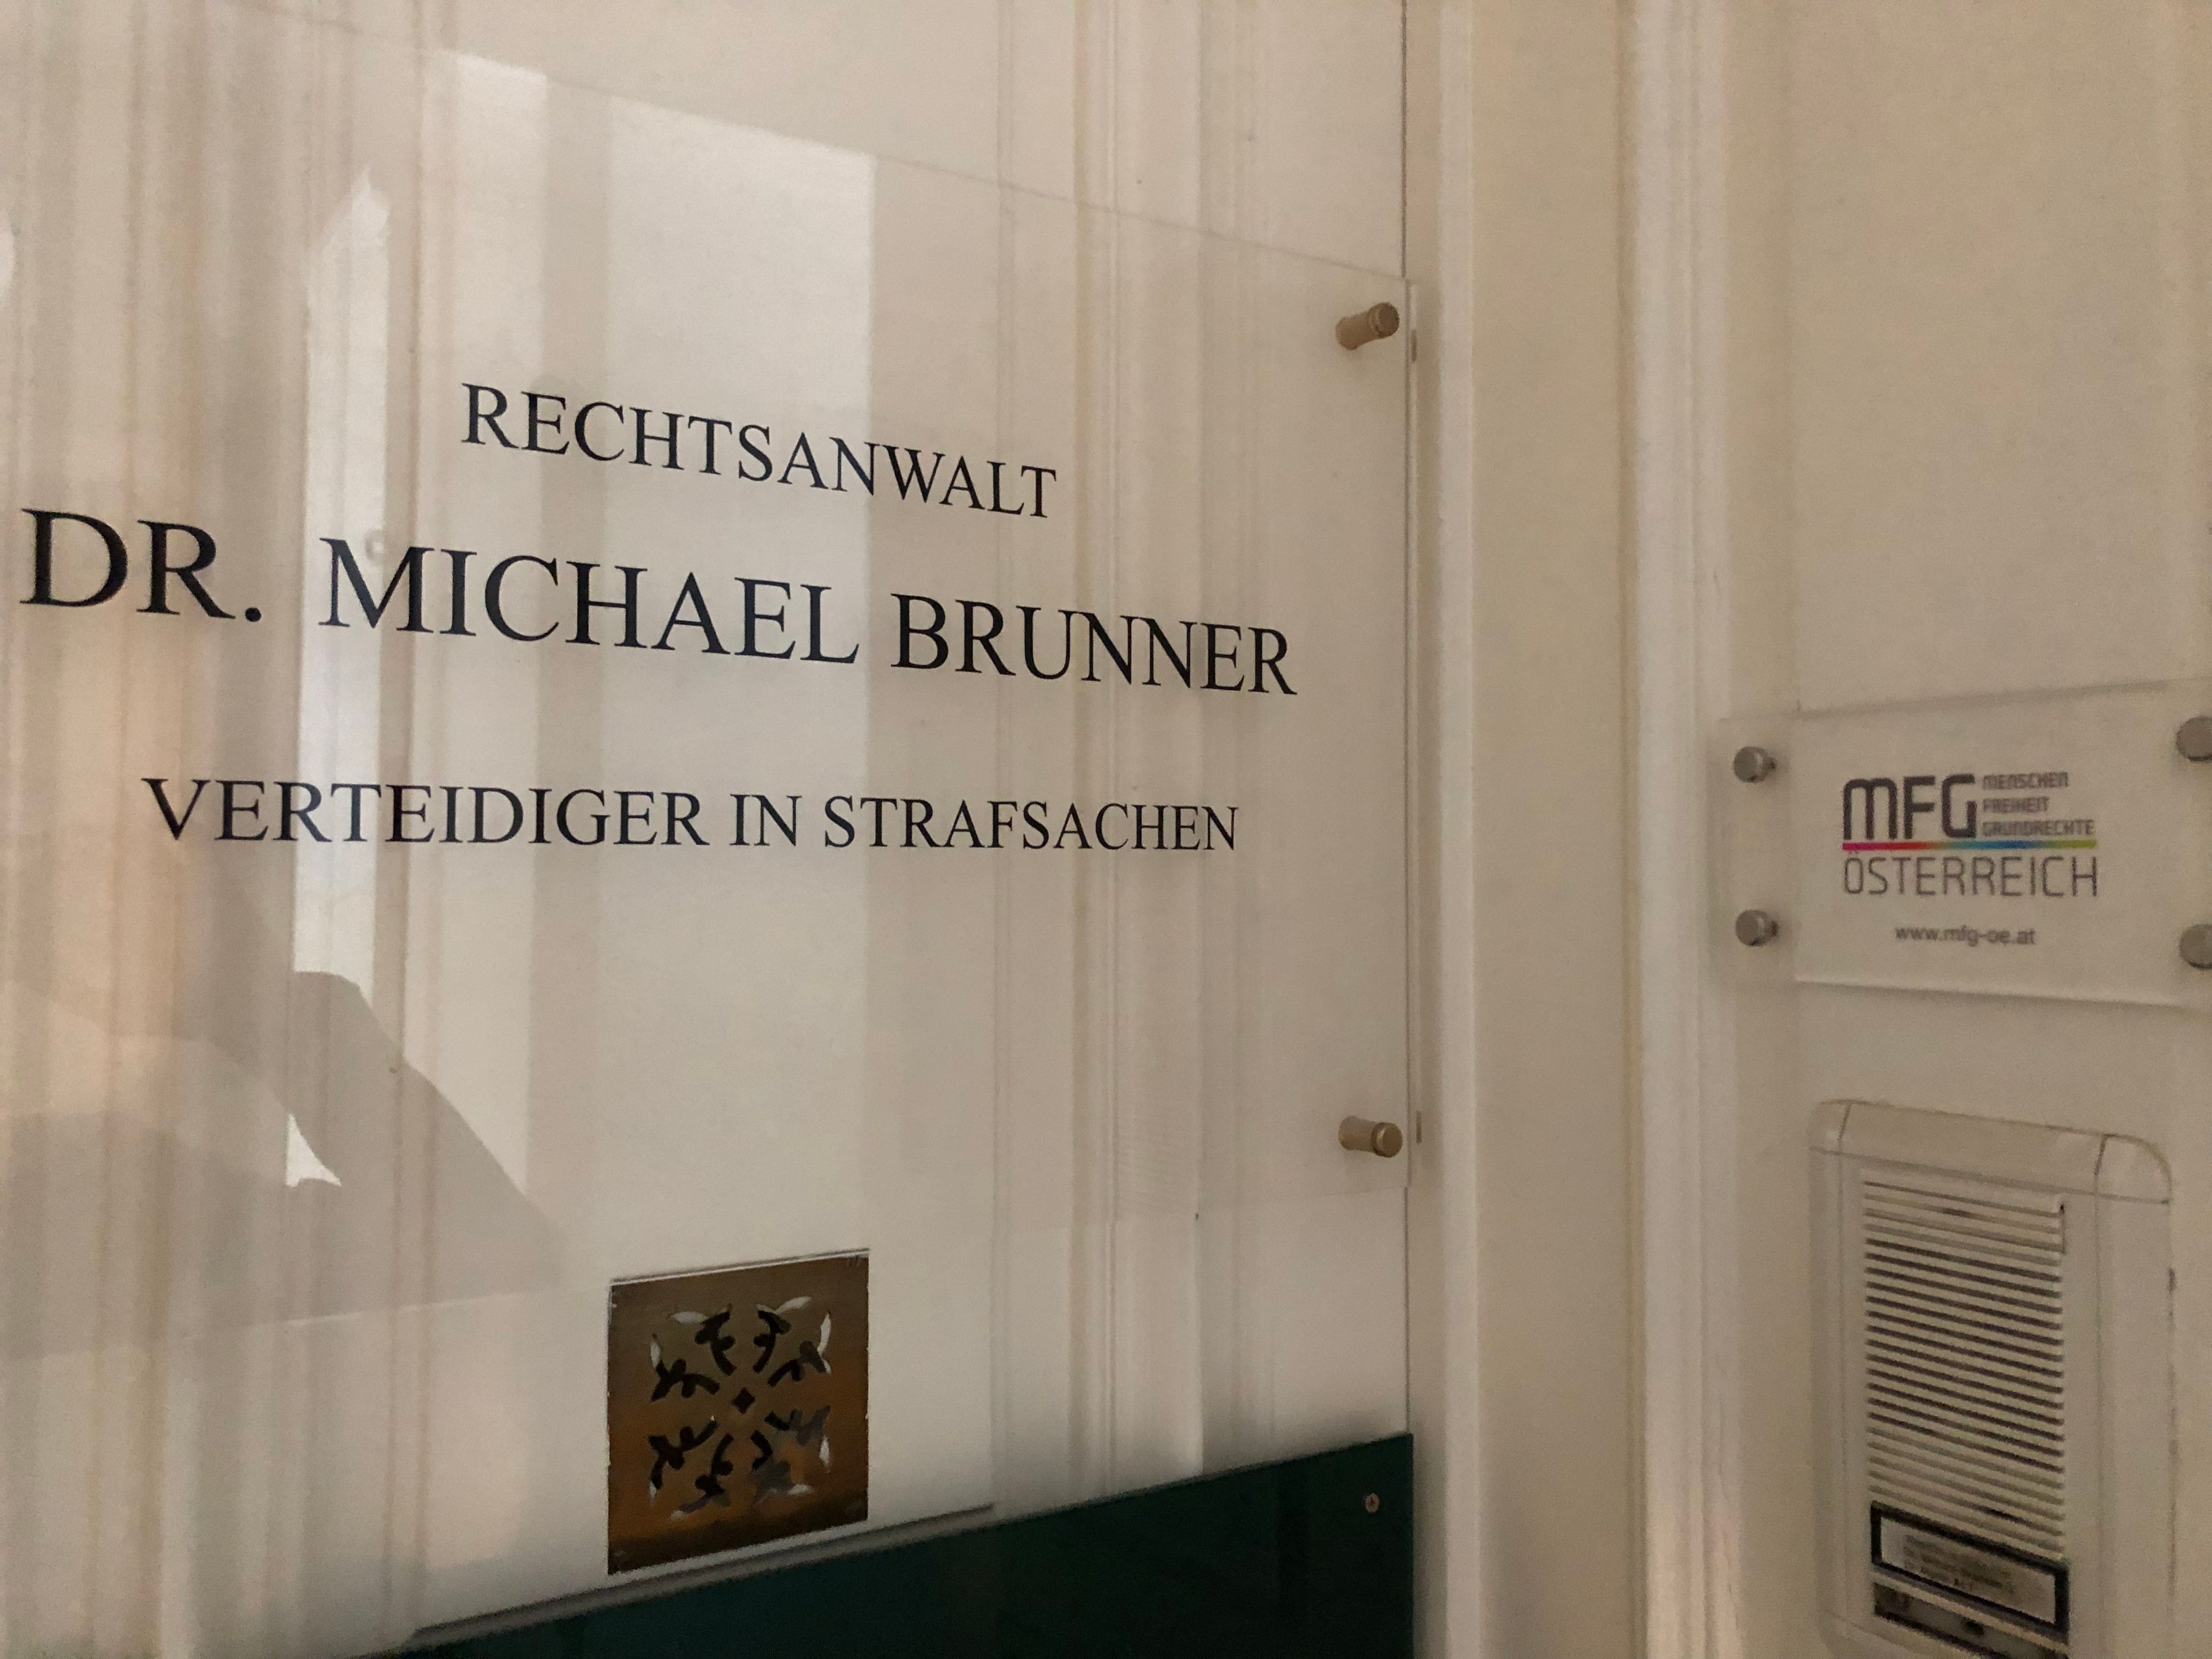 RECHTSANWALT
DR. MICHAEL BRUNNER
VERTEIDIGER IN STRAFSACHEN
MFG MENSCHEN
FREIHEIT
GRUNDRECHTE
ÖSTERREICH
www.mfg-oe.at